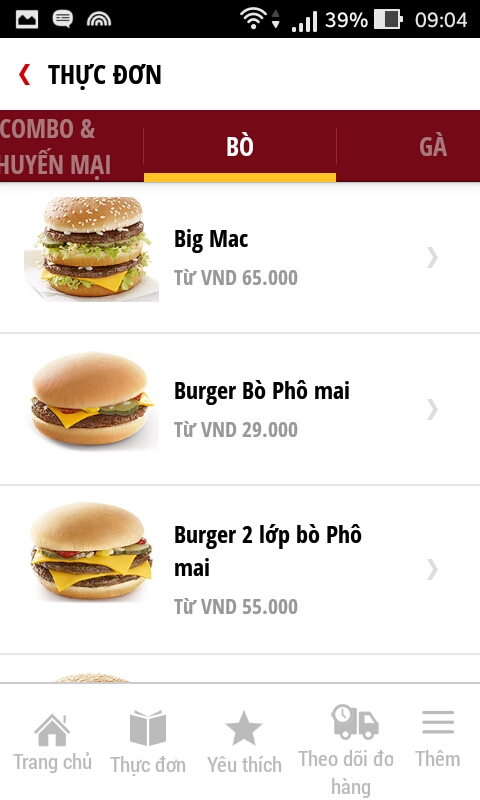 39% 09:04
THỰC ĐƠN
COMBO &
HUYẾN MẠI
BÒ
GÀ
Big Mac
Từ VND 65.000
Burger Bò Phô mai
Từ VND 29.000
Burger 2 lớp bò Phô
mai
Từ VND 55.000
Trang chủ
Thực đơn
Yêu thích
Theo dõi đơ
hàng
Thêm